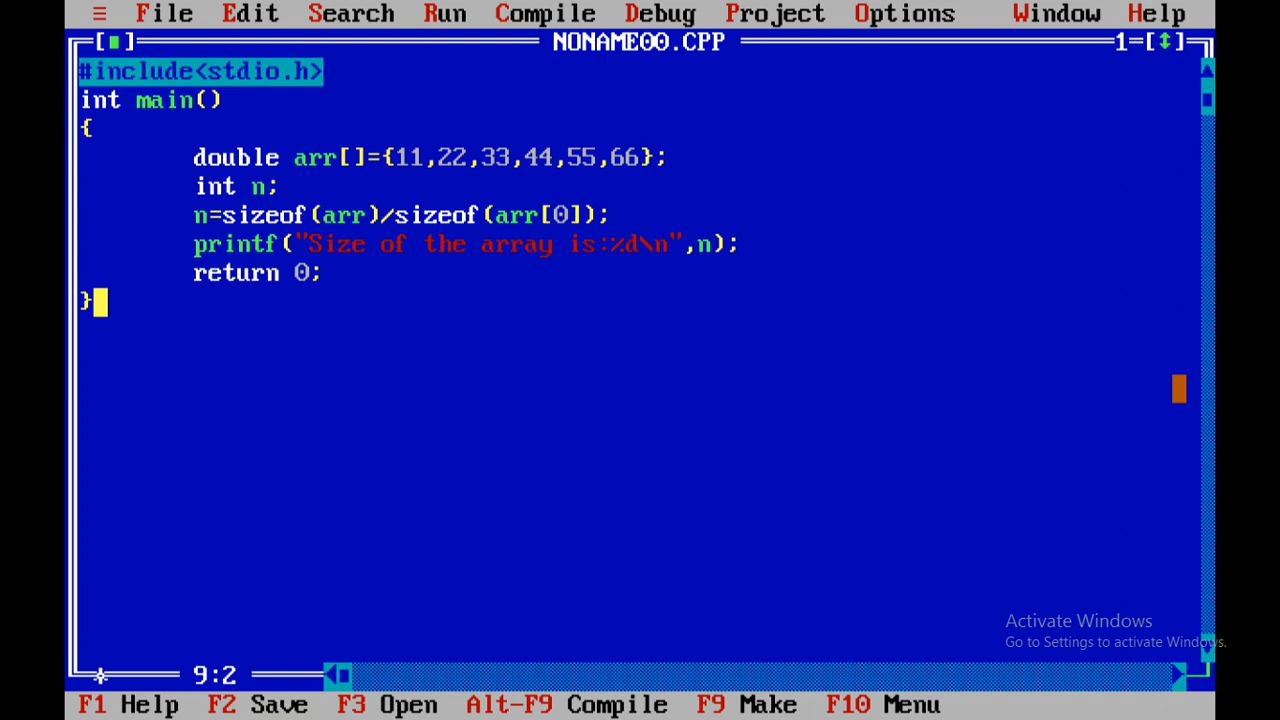 ≡ File Edit Search Run Compile Debug Project Options Window Help
[■] NONAME00.CPP 1=[↕]
#include<stdio.h>
int main()
{
double arr[]={11,22,33,44,55,66};
int n;
n=sizeof(arr)/sizeof(arr[0]);
printf("Size of the array is:%d\n",n);
return 0;
}
Activate Windows
Go to Settings to activate Windows.
9:2
F1 Help F2 Save F3 Open Alt-F9 Compile F9 Make F10 Menu